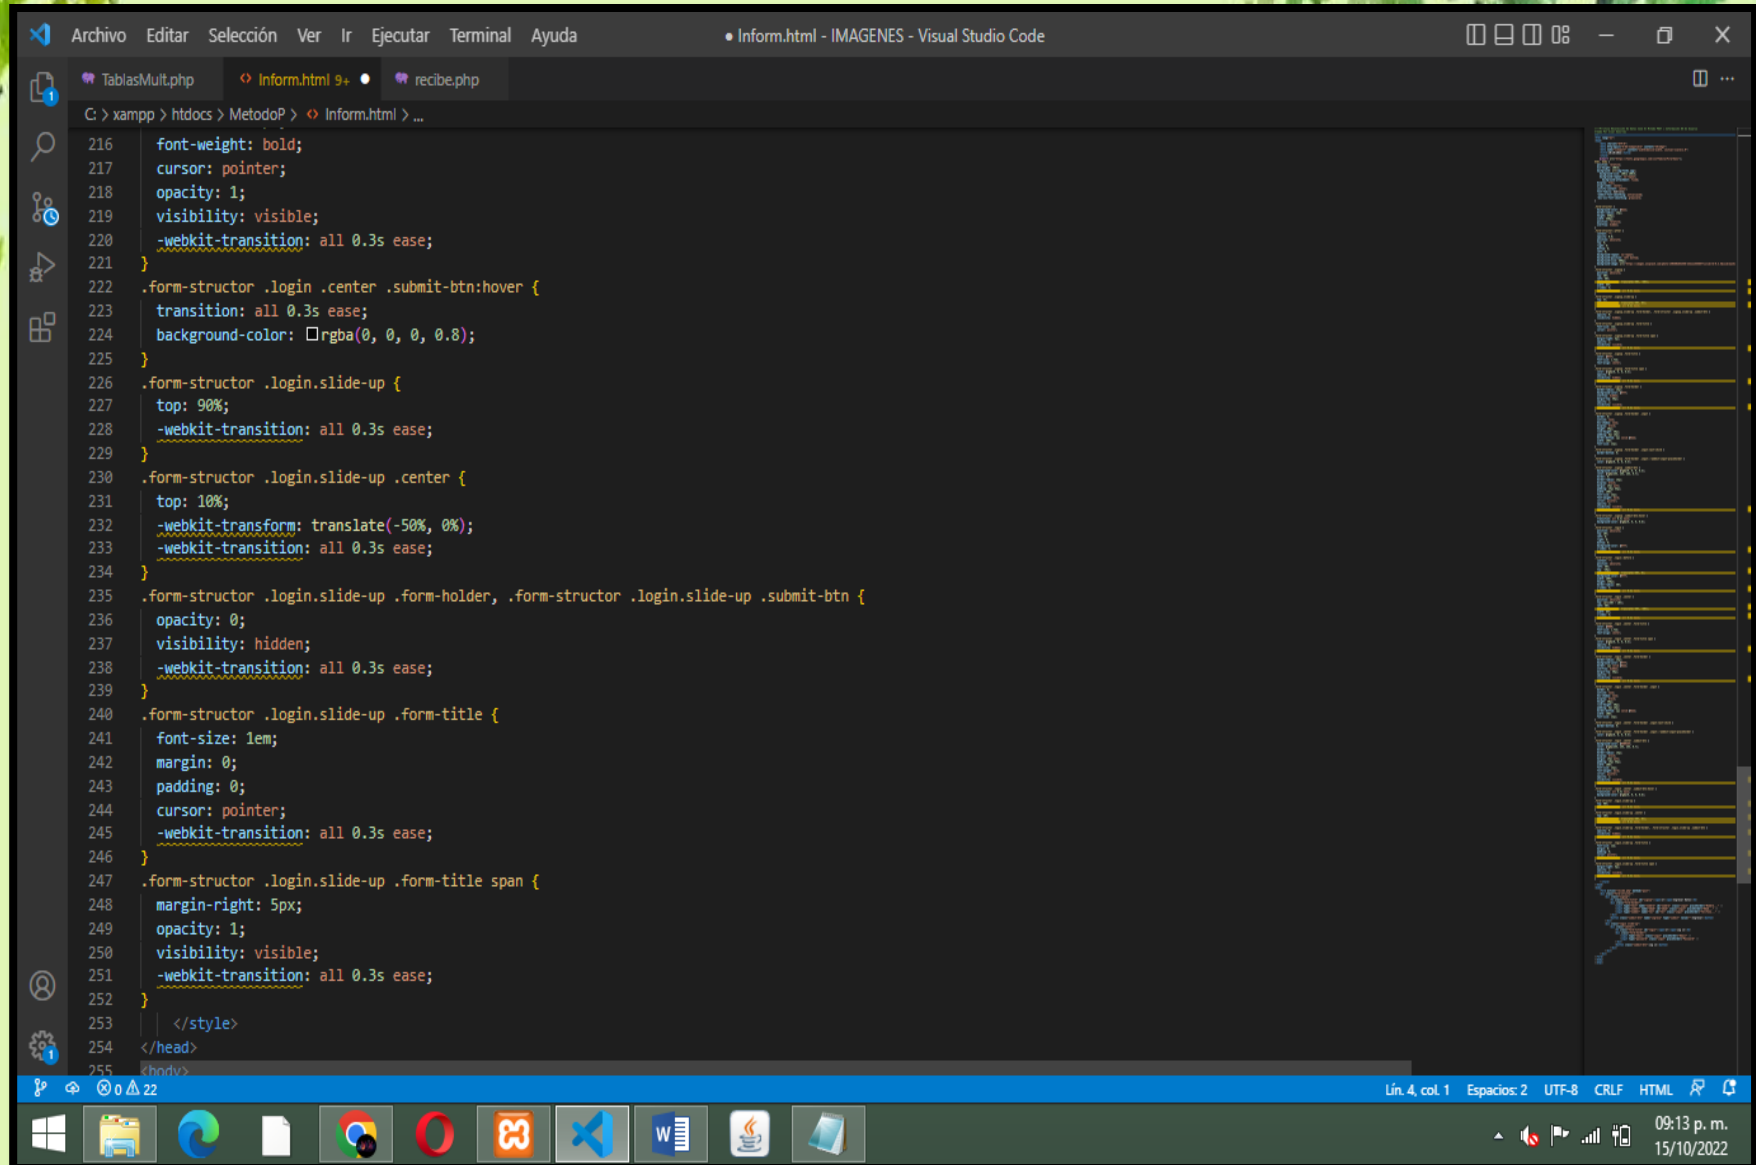 Archivo Editar Selección Ver Ir Ejecutar Terminal Ayuda ● Inform.html - IMAGENES - Visual Studio Code
TablasMult.php Inform.html 9+ ● recibe.php
C: > xampp > htdocs > MetodoP > Inform.html > ...
216 font-weight: bold;
217 cursor: pointer;
218 opacity: 1;
219 visibility: visible;
220 -webkit-transition: all 0.3s ease;
221 }
222 .form-structor .login .center .submit-btn:hover {
223 transition: all 0.3s ease;
224 background-color: rgba(0, 0, 0, 0.8);
225 }
226 .form-structor .login.slide-up {
227 top: 90%;
228 -webkit-transition: all 0.3s ease;
229 }
230 .form-structor .login.slide-up .center {
231 top: 10%;
232 -webkit-transform: translate(-50%, 0%);
233 -webkit-transition: all 0.3s ease;
234 }
235 .form-structor .login.slide-up .form-holder, .form-structor .login.slide-up .submit-btn {
236 opacity: 0;
237 visibility: hidden;
238 -webkit-transition: all 0.3s ease;
239 }
240 .form-structor .login.slide-up .form-title {
241 font-size: 1em;
242 margin: 0;
243 padding: 0;
244 cursor: pointer;
245 -webkit-transition: all 0.3s ease;
246 }
247 .form-structor .login.slide-up .form-title span {
248 margin-right: 5px;
249 opacity: 1;
250 visibility: visible;
251 -webkit-transition: all 0.3s ease;
252 }
253 </style>
254 </head>
255 <body>
0 22 Lín. 4, col. 1 Espacios: 2 UTF-8 CRLF HTML
09:13 p. m.
15/10/2022